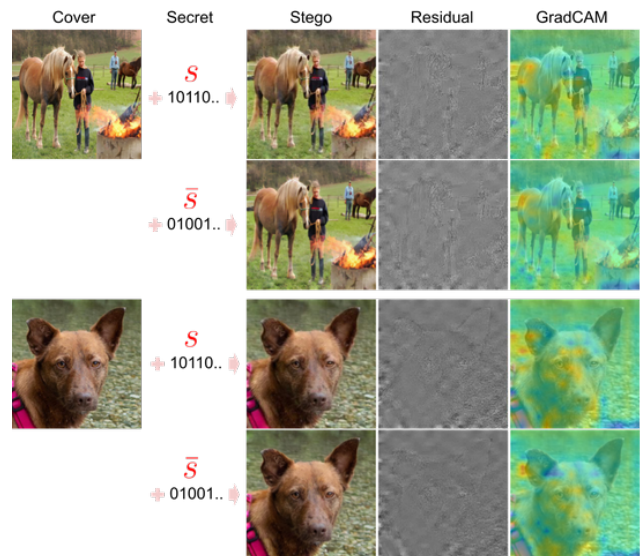 Cover Secret Stego Residual GradCAM
s
+ 10110..
s̅
+ 01001..
s
+ 10110..
s̅
+ 01001..